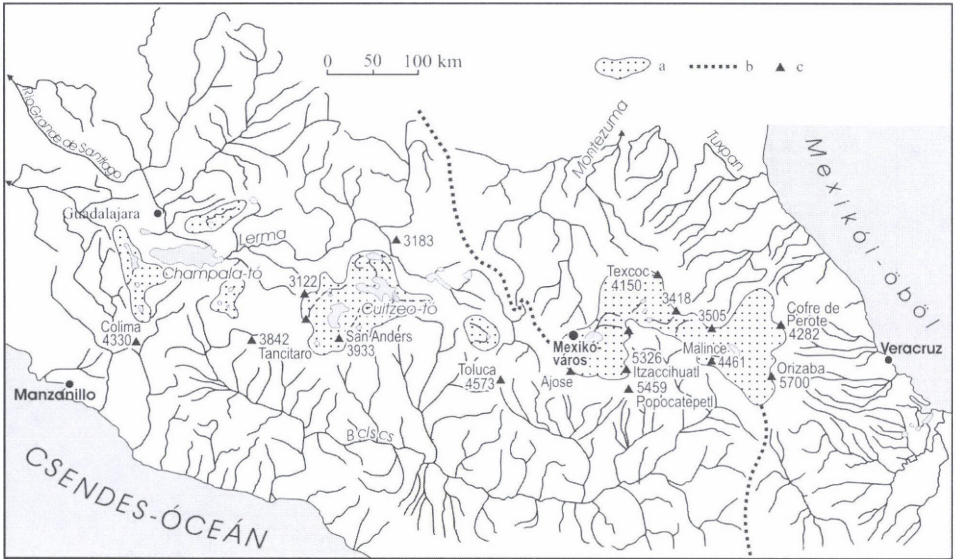 0 50 100 km
a
b
c
Rio Grande de Santiago
Montezuma
Tuxpan
Mexikói-öböl
Guadalajara
Lerma
3183
Champala-tó
3122
Texcoc
4150
3418
3505
Cofre de
Perote
4282
Cuitzeo-tó
Colima
4330
3842
Tancitaro
San Anders
3933
Mexikó-
város
Malince
4461
Veracruz
Toluca
4573
Ajose
5326
Itzaccihuatl
5459
Popocatepetl
Orizaba
5700
Manzanillo
CSENDES-ÓCEÁN